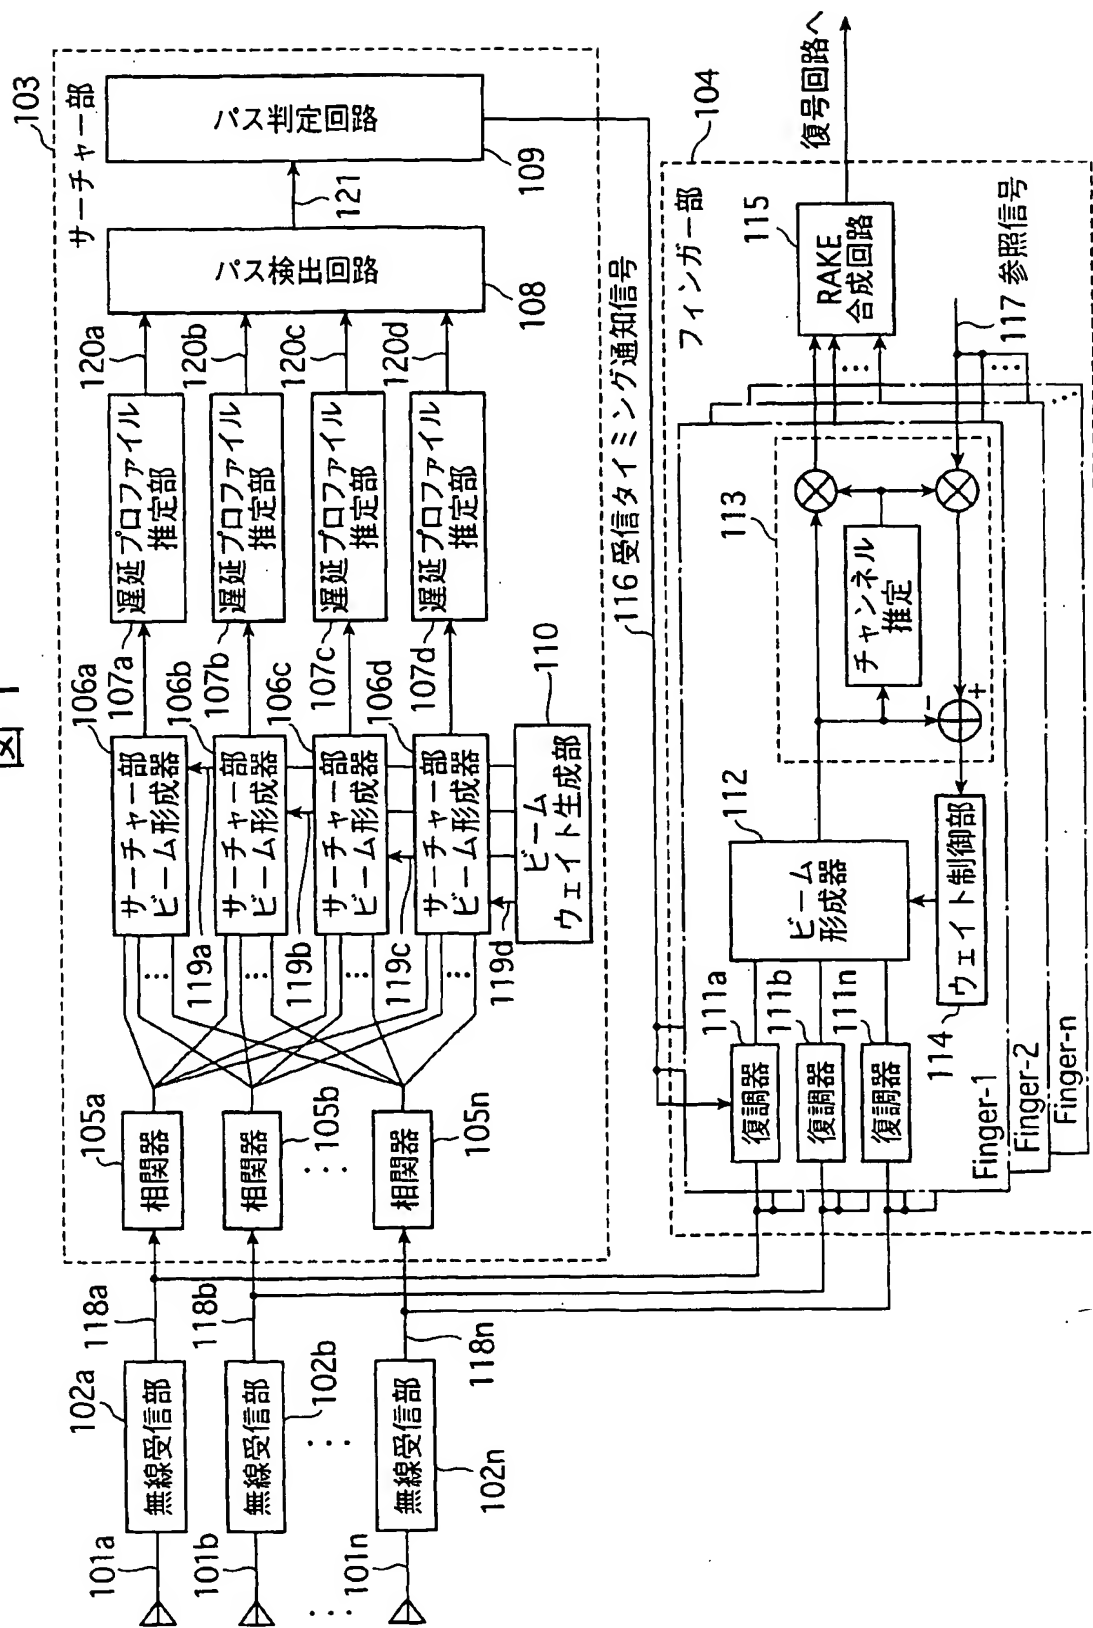 図 1
103
サーチャー部
101a
102a
無線受信部
118a
105a
相関器
106a
サーチャー部
ビーム形成器
119a
107a
遅延プロファイル
推定部
120a
101b
無線受信部
102b
118b
相関器
105b
106b
サーチャー部
ビーム形成器
119b
107b
遅延プロファイル
推定部
120b
106c
サーチャー部
ビーム形成器
119c
107c
遅延プロファイル
推定部
120c
101n
無線受信部
102n
118n
相関器
105n
106d
サーチャー部
ビーム形成器
119d
107d
遅延プロファイル
推定部
120d
パス検出回路
108
121
パス判定回路
109
ビーム
ウェイト生成部
110
116 受信タイミング通知信号
104
フィンガー部
111a
復調器
111b
復調器
111n
復調器
112
ビーム
形成器
114
ウェイト制御部
113
チャンネル
推定
-
+
115
RAKE
合成回路
復号回路へ
117 参照信号
Finger-1
Finger-2
Finger-n